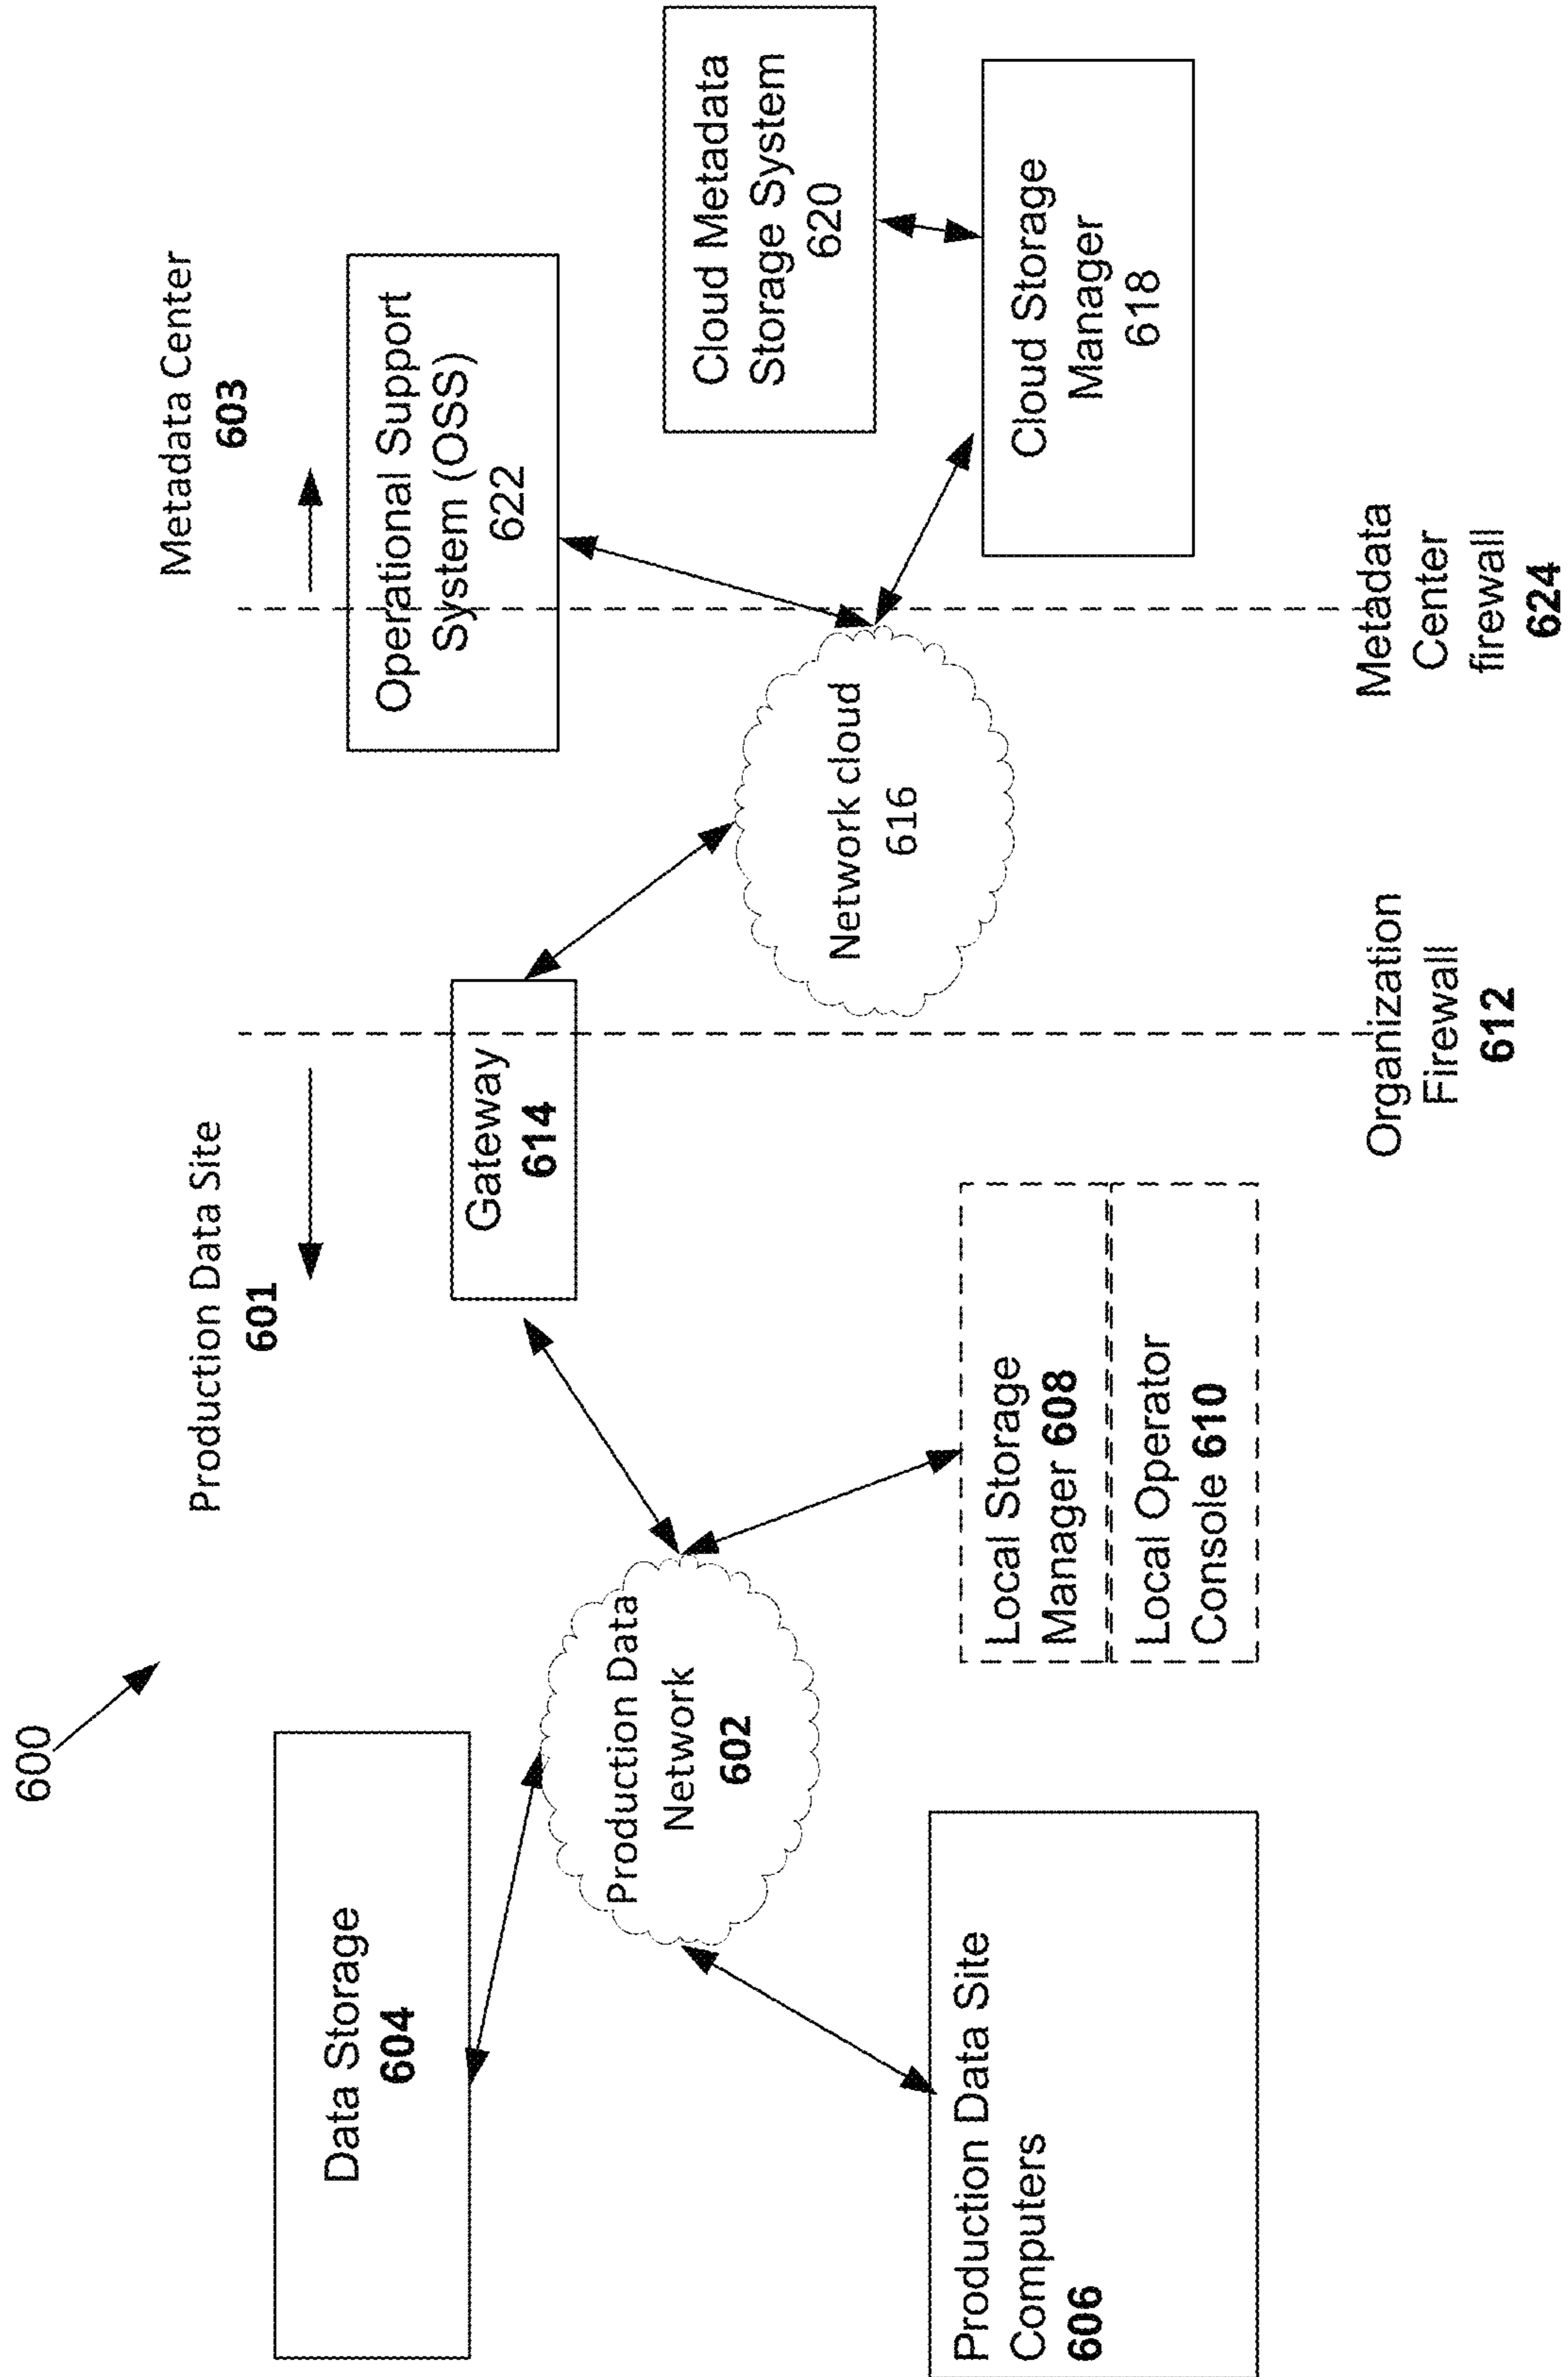 600
Production Data Site
601
Metadata Center
603
Data Storage
604
Gateway
614
Operational Support
System (OSS)
622
Production Data
Network
602
Network cloud
616
Cloud Metadata
Storage System
620
Production Data Site
Computers
606
Local Storage
Manager 608
Local Operator
Console 610
Cloud Storage
Manager
618
Organization
Firewall
612
Metadata
Center
firewall
624